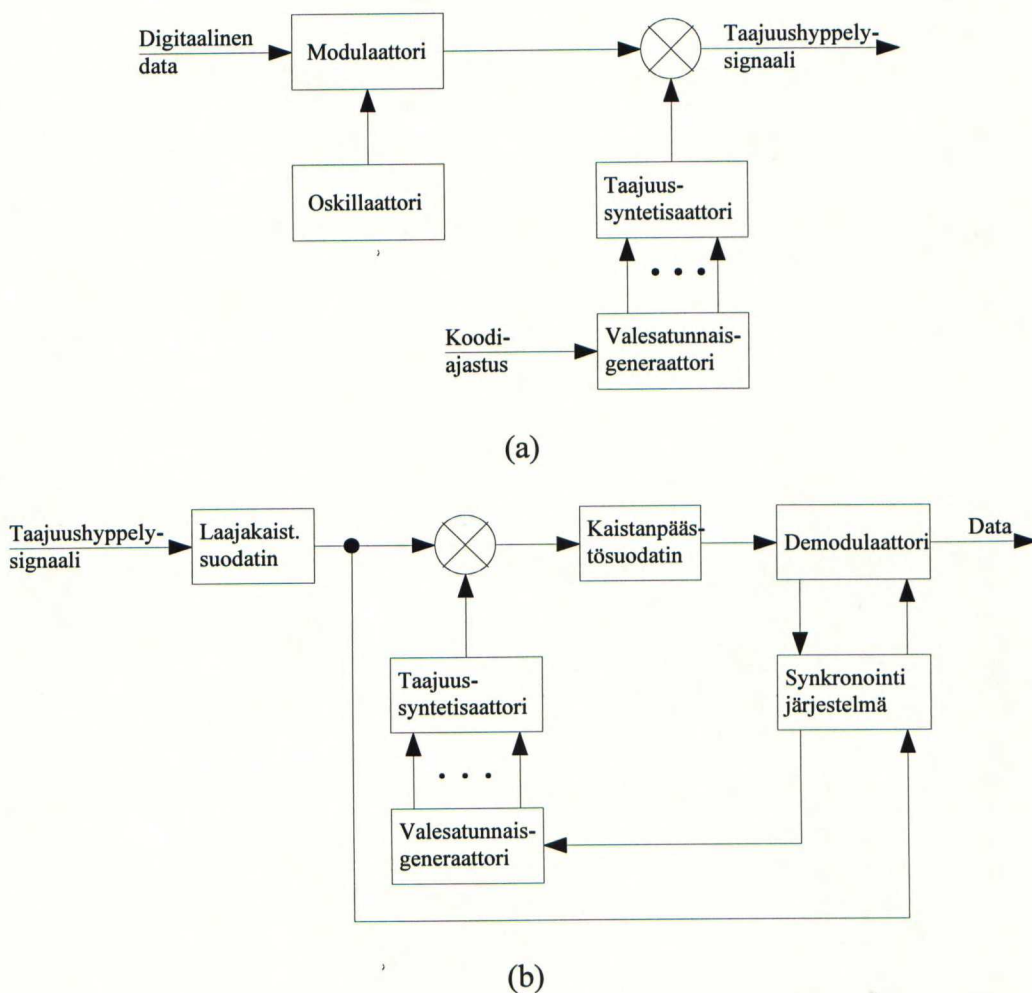 Digitaalinen
data
Modulaattori
Taajuushyppely-
signaali
Oskillaattori
Taajuus-
syntetisaattori
Koodi-
ajastus
Valesatunnais-
generaattori
(a)
Taajuushyppely-
signaali
Laajakaist.
suodatin
Kaistanpääs-
tösuodatin
Demodulaattori
Data
Taajuus-
syntetisaattori
Synkronointi
järjestelmä
Valesatunnais-
generaattori
(b)